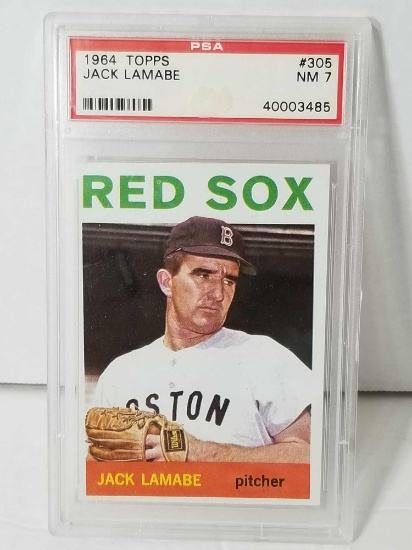 PSA
1964 TOPPS #305
JACK LAMABE NM 7
40003485
RED SOX
B
OSTON
Wilson
JACK LAMABE pitcher